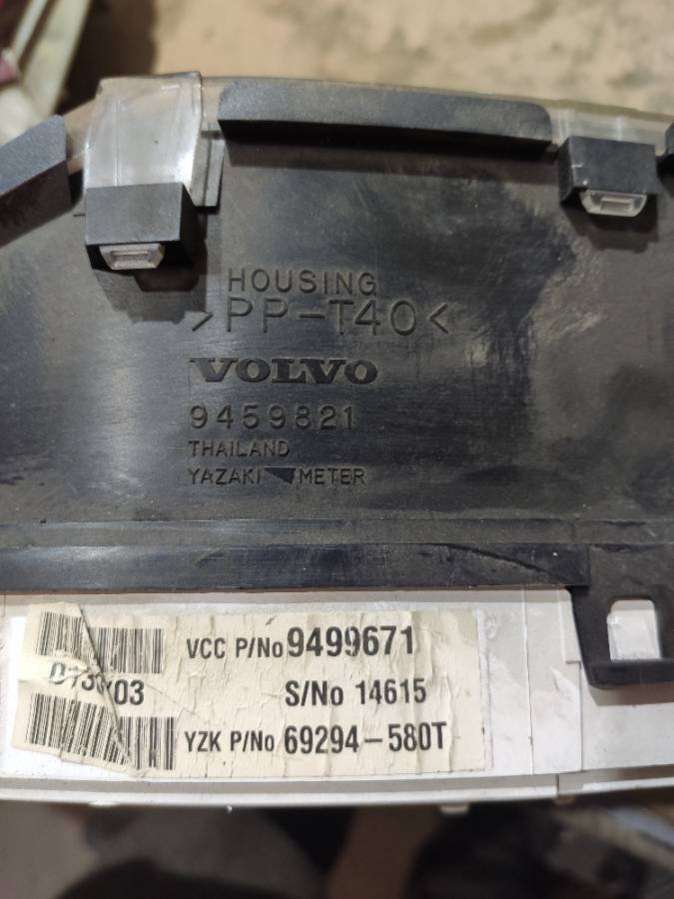 HOUSING
>PP-T40<
VOLVO
9459821
THAILAND
YAZAKI METER
VCC P/No 9499671
S/No 14615
YZK P/No 69294-580T